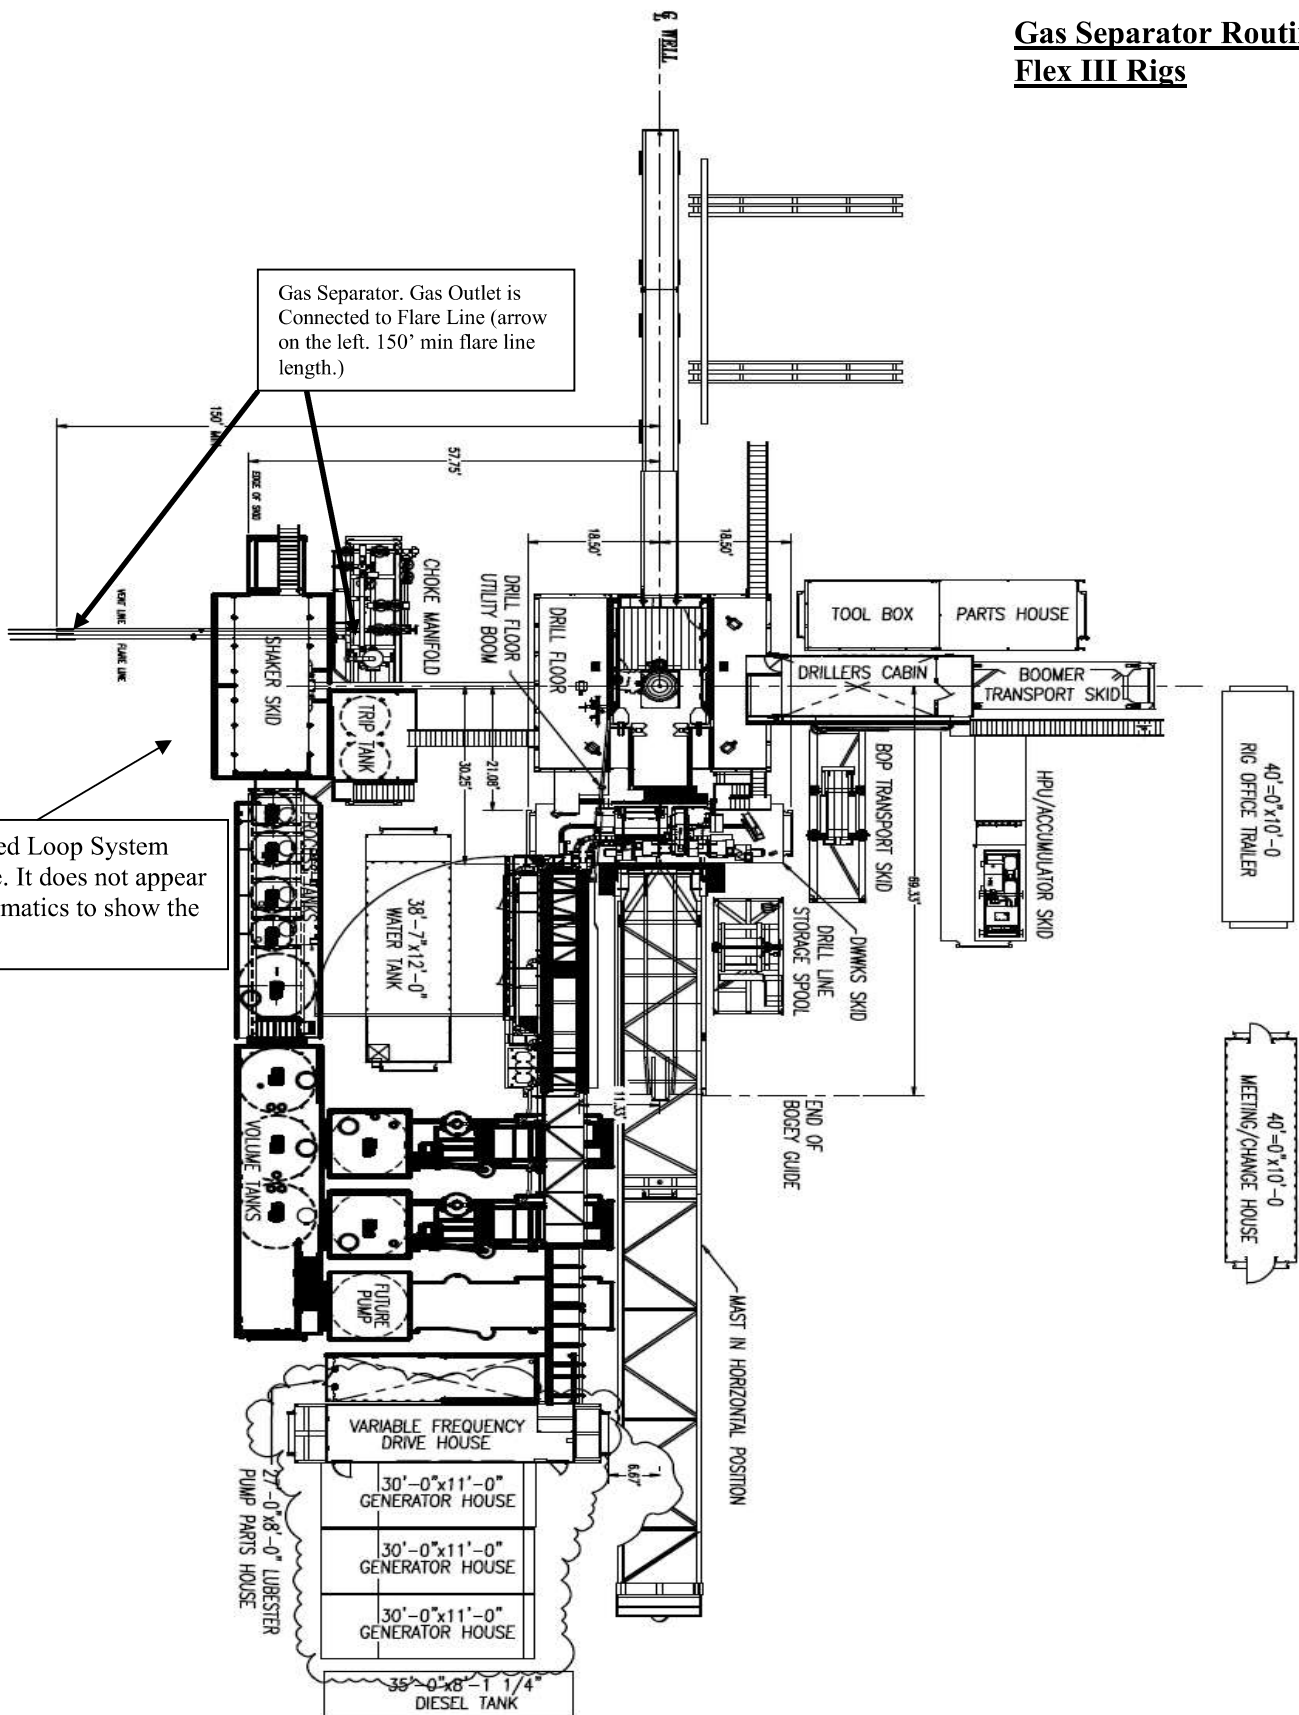 Gas Separator Routi
Flex III Rigs
℄ WELL
Gas Separator. Gas Outlet is
Connected to Flare Line (arrow
on the left. 150' min flare line
length.)
150' MIN
57.75'
EDGE OF SKID
18.50'
18.50'
CHOKE MANIFOLD
DRILL FLOOR
UTILITY BOOM
DRILL FLOOR
VENT LINE
FLARE LINE
SHAKER SKID
TRIP TANK
TOOL BOX
PARTS HOUSE
DRILLERS CABIN
BOOMER
TRANSPORT SKID
30.25'
21.08'
BOP TRANSPORT SKID
HPU/ACCUMULATOR SKID
40'=0"x10'-0
RIG OFFICE TRAILER
ed Loop System
e. It does not appear
matics to show the
PROCESS TANKS
38'-7"x12'-0"
WATER TANK
DRILL LINE
STORAGE SPOOL
DWWKS SKID
69.33'
11.33'
END OF
BOGEY GUIDE
40'=0"x10'-0
MEETING/CHANGE HOUSE
VOLUME TANKS
FUTURE
PUMP
MAST IN HORIZONTAL POSITION
VARIABLE FREQUENCY
DRIVE HOUSE
6.67'
27'-0"x8'-0" LUBESTER
PUMP PARTS HOUSE
30'-0"x11'-0"
GENERATOR HOUSE
30'-0"x11'-0"
GENERATOR HOUSE
30'-0"x11'-0"
GENERATOR HOUSE
35'-0"x8'-1 1/4"
DIESEL TANK